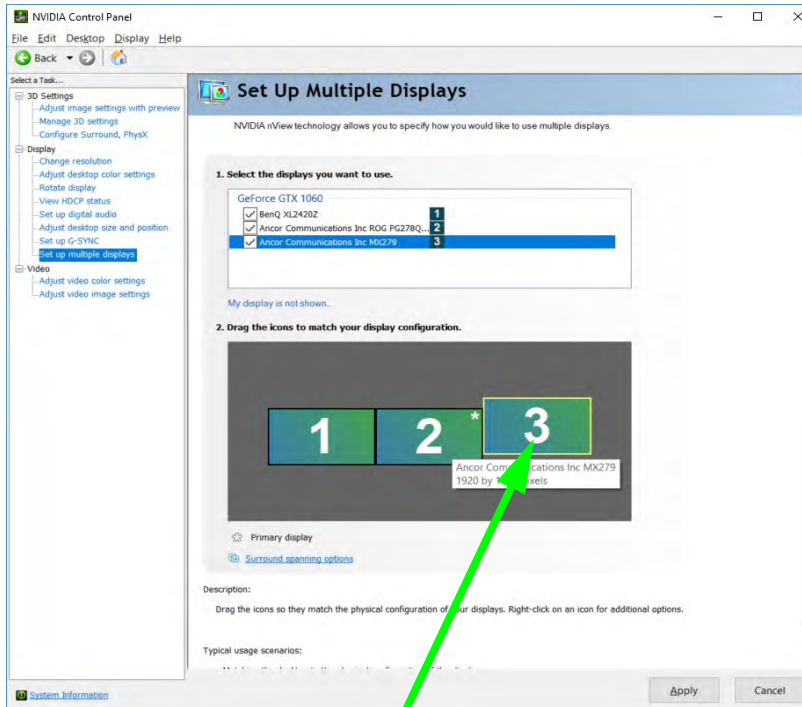 NVIDIA Control Panel
File Edit Desktop Display Help
Back
Select a Task...
3D Settings
Adjust image settings with preview
Manage 3D settings
Configure Surround, PhysX
Display
Change resolution
Adjust desktop color settings
Rotate display
View HDCP status
Set up digital audio
Adjust desktop size and position
Set up G-SYNC
Set up multiple displays
Video
Adjust video color settings
Adjust video image settings
System Information
Set Up Multiple Displays
NVIDIA nView technology allows you to specify how you would like to use multiple displays.
1. Select the displays you want to use.
GeForce GTX 1060
BenQ XL2420Z 1
Ancor Communications Inc ROG PG278Q... 2
Ancor Communications Inc MX279 3
My display is not shown...
2. Drag the icons to match your display configuration.
1 2 * 3
Ancor Communications Inc MX279
1920 by
Primary display
Surround spanning options
Description:
Drag the icons so they match the physical configuration of your displays. Right-click on an icon for additional options.
Typical usage scenarios:
Apply Cancel